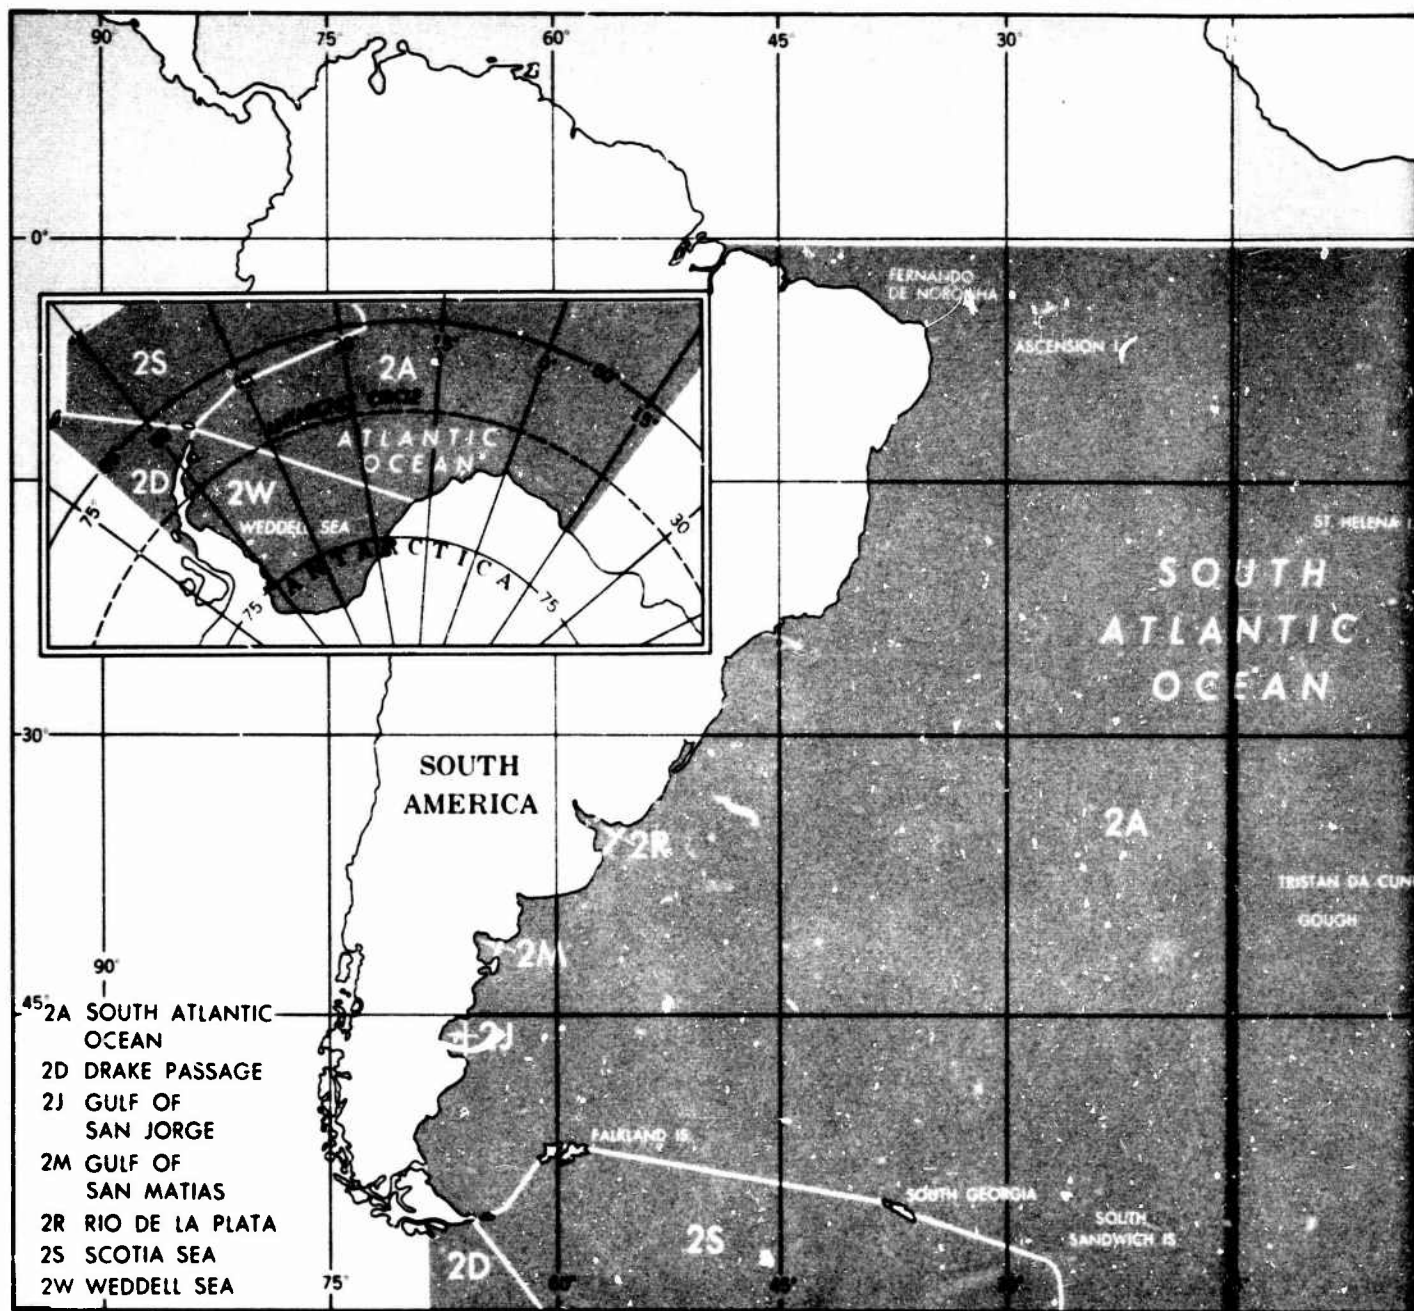 90°
75°
60°
45°
30°
0°
FERNANDO
DE NORONHA
ASCENSION I
2S
2A
ATLANTIC
OCEAN
2D
2W
WEDDELL SEA
75°
15°
30
ANTARCTICA
75
75
ST. HELENA I
SOUTH
ATLANTIC
OCEAN
30°
SOUTH
AMERICA
2R
2A
TRISTAN DA CUN
GOUGH
2M
90°
45°
2J
2A SOUTH ATLANTIC
OCEAN
2D DRAKE PASSAGE
2J GULF OF
SAN JORGE
2M GULF OF
SAN MATIAS
2R RIO DE LA PLATA
2S SCOTIA SEA
2W WEDDELL SEA
FALKLAND IS
SOUTH GEORGIA
SOUTH
SANDWICH IS
2S
2D
75°
60°
45°